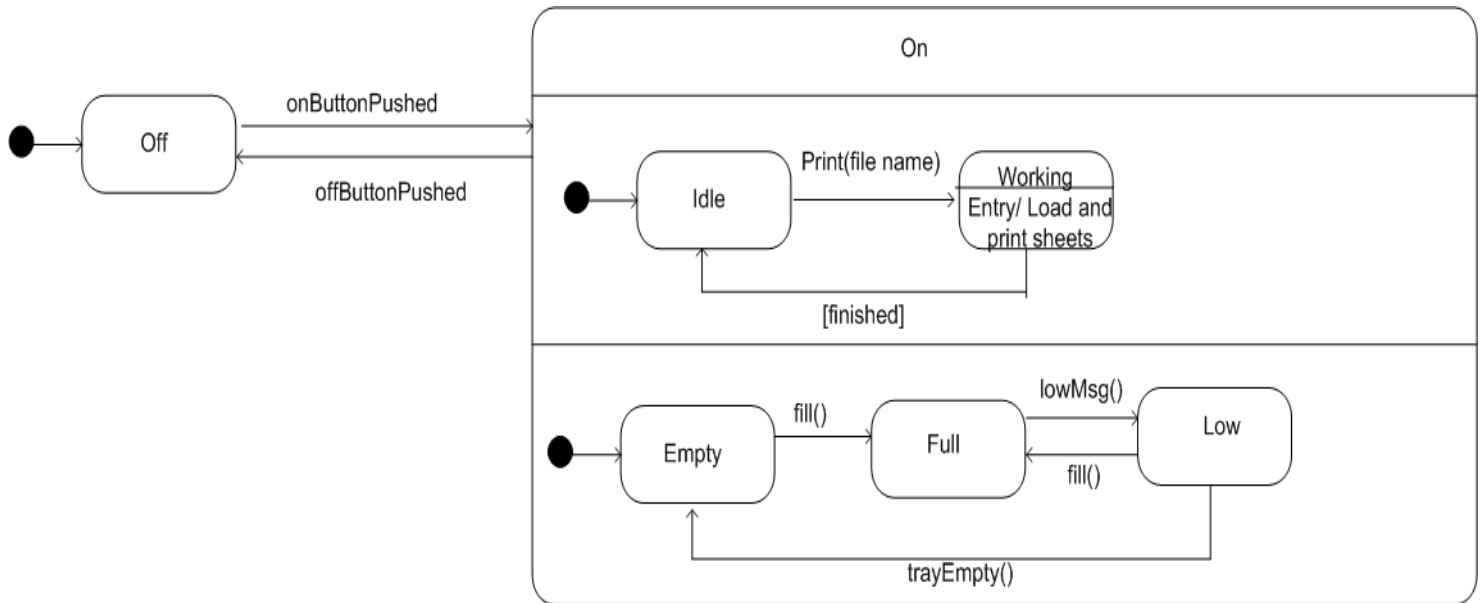 On
onButtonPushed
Off
offButtonPushed
Print(file name)
Idle
Working
Entry/ Load and
print sheets
[finished]
lowMsg()
fill()
Empty
Full
Low
fill()
trayEmpty()